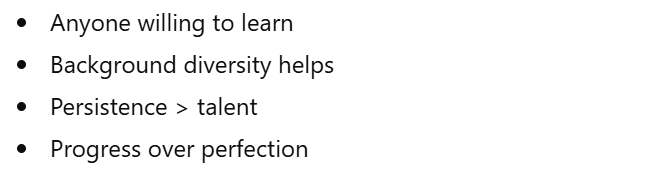 • Anyone willing to learn
• Background diversity helps
• Persistence > talent
• Progress over perfection